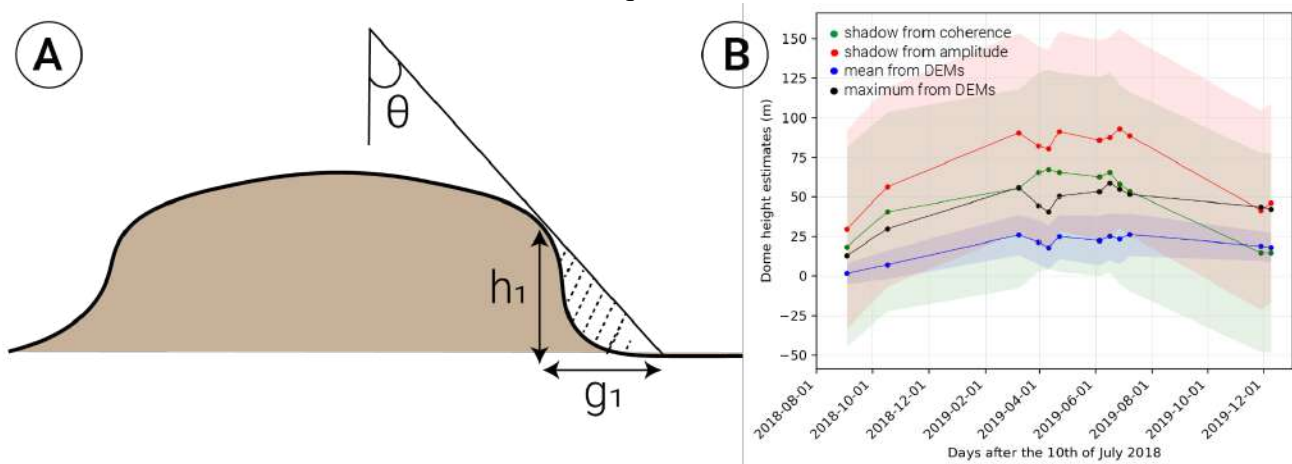 A
θ
h₁
g₁
B
shadow from coherence
shadow from amplitude
mean from DEMs
maximum from DEMs
Dome height estimates (m)
150
125
100
75
50
25
0
−25
−50
2018-08-01
2018-10-01
2018-12-01
2019-02-01
2019-04-01
2019-06-01
2019-08-01
2019-10-01
2019-12-01
Days after the 10th of July 2018